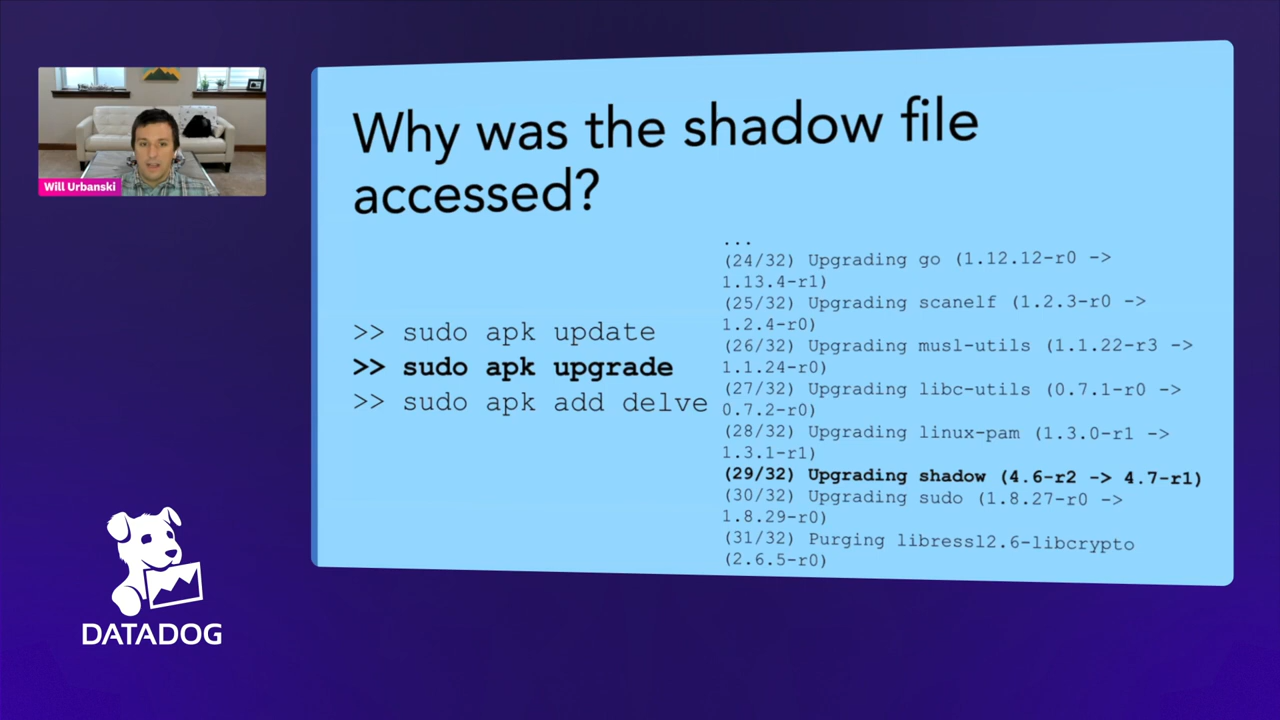 Will Urbanski
Why was the shadow file
accessed?
>> sudo apk update
>> sudo apk upgrade
>> sudo apk add delve
...
(24/32) Upgrading go (1.12.12-r0 ->
1.13.4-r1)
(25/32) Upgrading scanelf (1.2.3-r0 ->
1.2.4-r0)
(26/32) Upgrading musl-utils (1.1.22-r3 ->
1.1.24-r0)
(27/32) Upgrading libc-utils (0.7.1-r0 ->
0.7.2-r0)
(28/32) Upgrading linux-pam (1.3.0-r1 ->
1.3.1-r1)
(29/32) Upgrading shadow (4.6-r2 -> 4.7-r1)
(30/32) Upgrading sudo (1.8.27-r0 ->
1.8.29-r0)
(31/32) Purging libressl2.6-libcrypto
(2.6.5-r0)
DATADOG